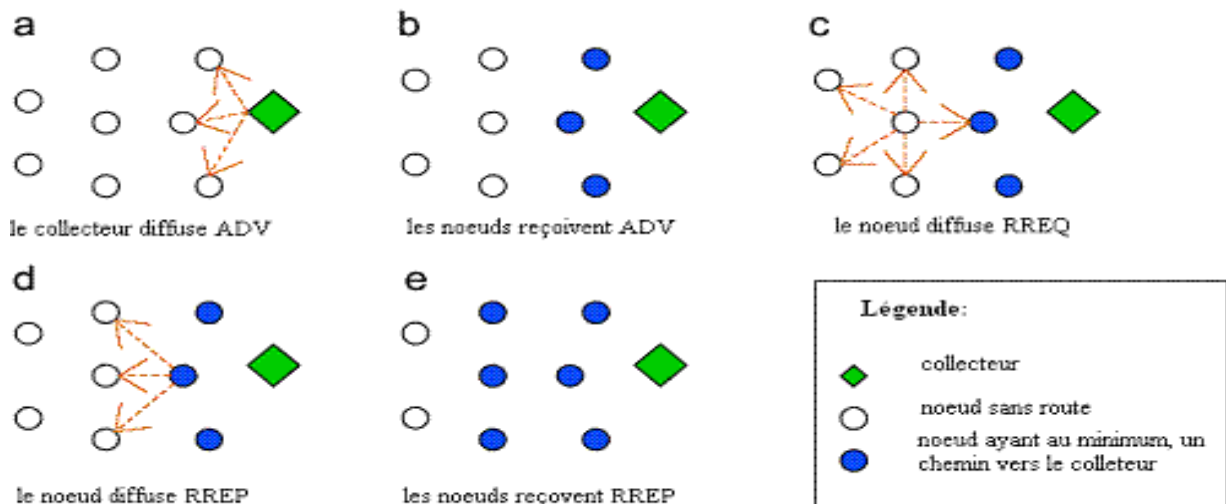 a
b
c
le collecteur diffuse ADV
les noeuds reçoivent ADV
le noeud diffuse RREQ
d
e
le noeud diffuse RREP
les noeuds reçovent RREP
Légende:
collecteur
noeud sans route
noeud ayant au minimum, un
chemin vers le colleteur